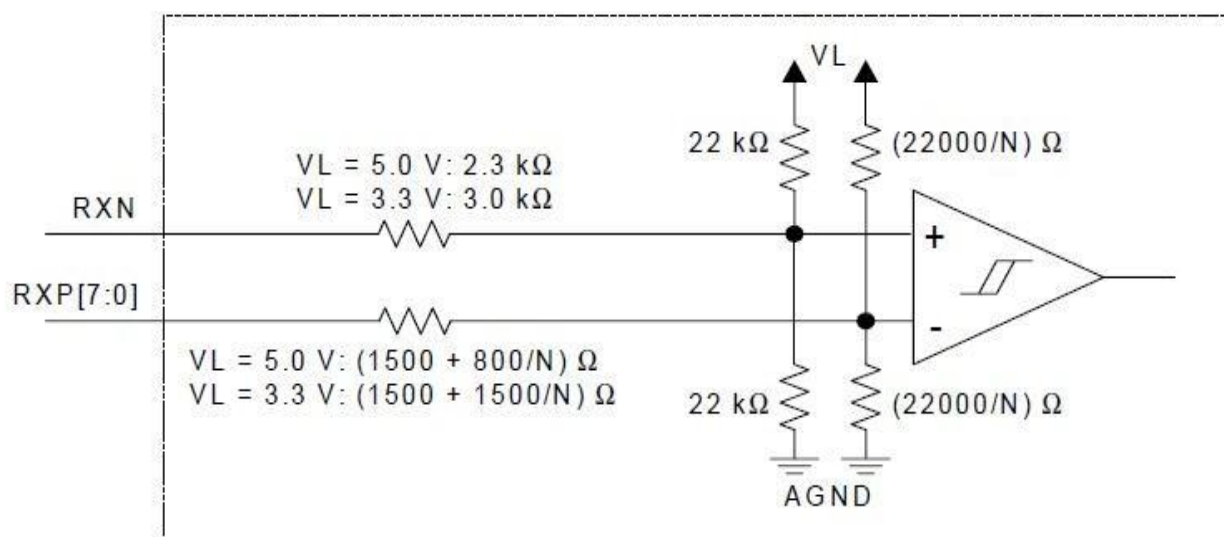 VL
22 kΩ
(22000/N) Ω
VL = 5.0 V: 2.3 kΩ
VL = 3.3 V: 3.0 kΩ
RXN
+
RXP[7:0]
-
VL = 5.0 V: (1500 + 800/N) Ω
VL = 3.3 V: (1500 + 1500/N) Ω
22 kΩ
(22000/N) Ω
AGND